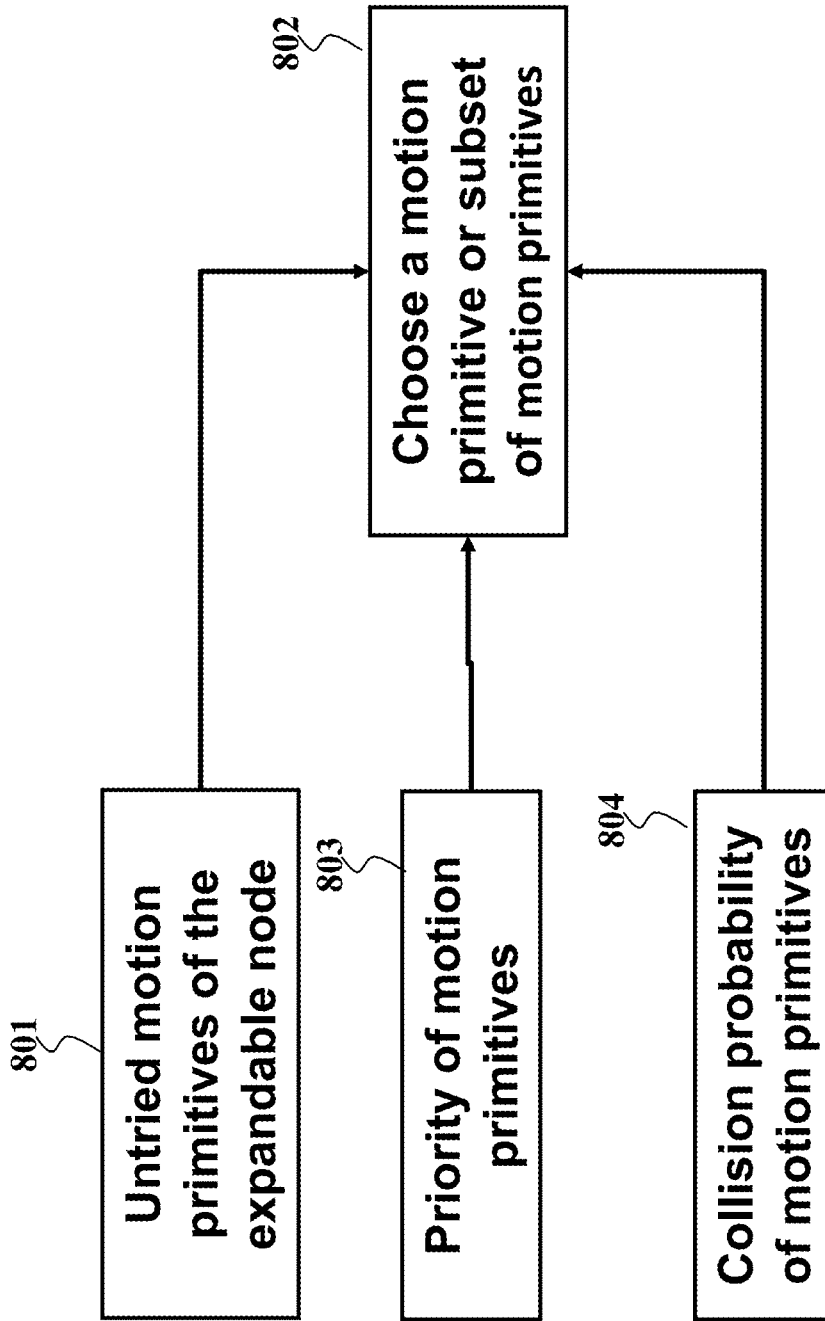 801
Untried motion
primitives of the
expandable node
803
Priority of motion
primitives
804
Collision probability
of motion primitives
802
Choose a motion
primitive or subset
of motion primitives